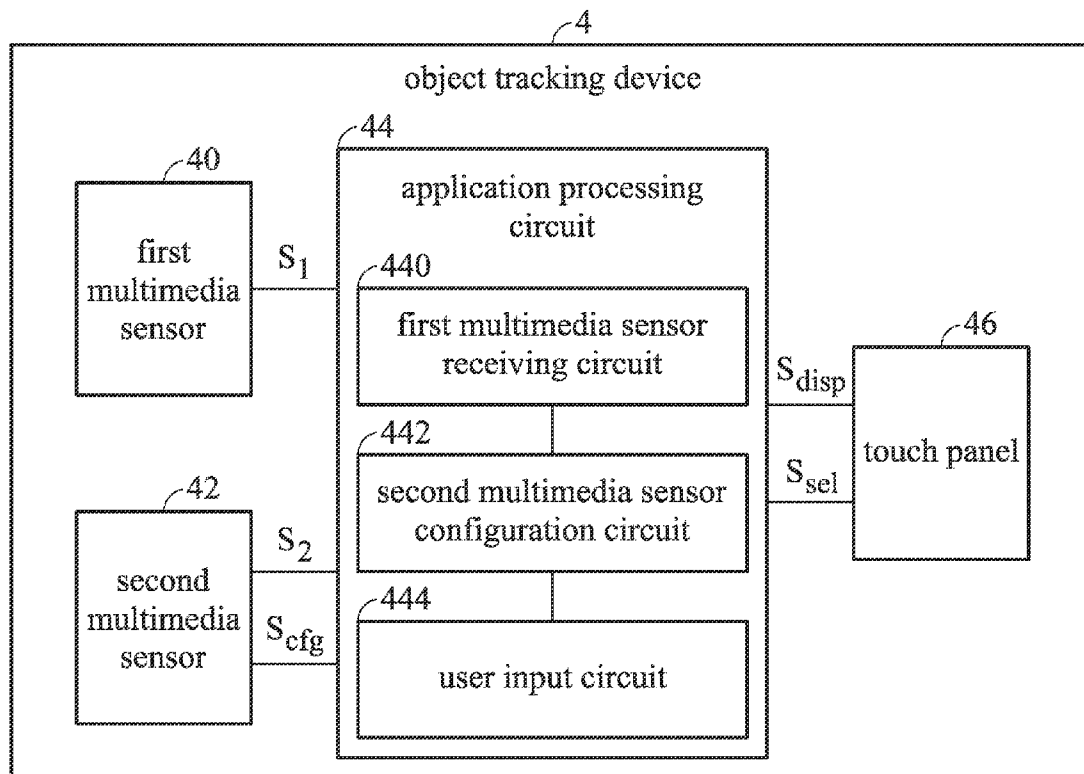 4
object tracking device
40
first
multimedia
sensor
S1
42
second
multimedia
sensor
S2
Scfg
44
application processing
circuit
440
first multimedia sensor
receiving circuit
442
second multimedia sensor
configuration circuit
444
user input circuit
Sdisp
Ssel
46
touch panel